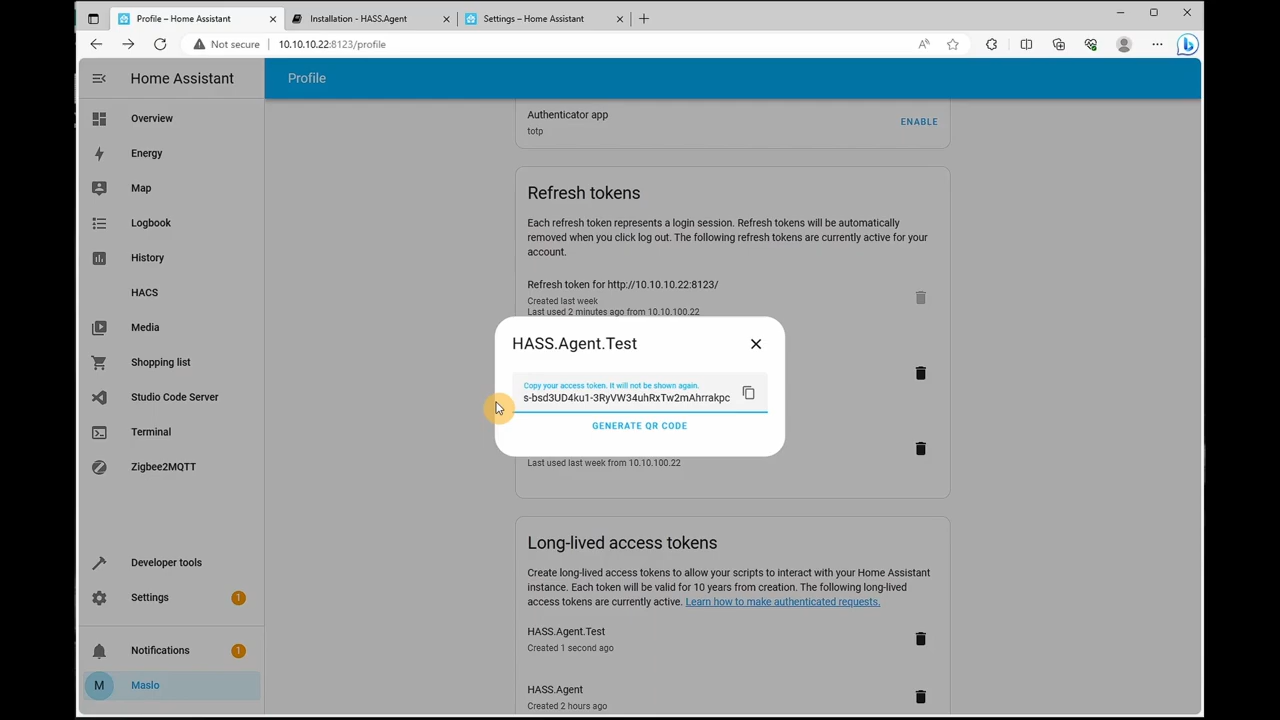 Profile – Home Assistant
Installation - HASS.Agent
Settings – Home Assistant
Not secure
10.10.10.22:8123/profile
Home Assistant
Profile
Overview
Energy
Map
Logbook
History
HACS
Media
Shopping list
Studio Code Server
Terminal
Zigbee2MQTT
Developer tools
Settings
1
Notifications
1
M
Maslo
Authenticator app
totp
ENABLE
Refresh tokens
Each refresh token represents a login session. Refresh tokens will be automatically
removed when you click log out. The following refresh tokens are currently active for your
account.
Refresh token for http://10.10.10.22:8123/
Created last week
Last used 2 minutes ago from 10.10.100.22
HASS.Agent.Test
Copy your access token. It will not be shown again.
s-bsd3UD4ku1-3RyVW34uhRxTw2mAhrrakpc
GENERATE QR CODE
Last used last week from 10.10.100.22
Long-lived access tokens
Create long-lived access tokens to allow your scripts to interact with your Home Assistant
instance. Each token will be valid for 10 years from creation. The following long-lived
access tokens are currently active. Learn how to make authenticated requests.
HASS.Agent.Test
Created 1 second ago
HASS.Agent
Created 2 hours ago